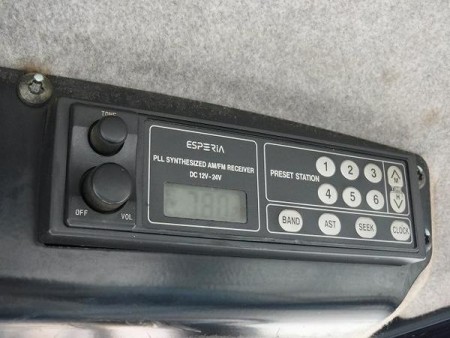 TONE
OFF VOL
ESPERIA
PLL SYNTHESIZED AM/FM RECEIVER
DC 12V-24V
PRESET STATION
1 2 3
4 5 6
BAND AST SEEK CLOCK